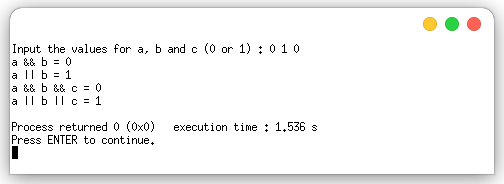 Input the values for a, b and c (0 or 1) : 0 1 0
a && b = 0
a || b = 1
a && b && c = 0
a || b || c = 1
Process returned 0 (0x0)   execution time : 1.536 s
Press ENTER to continue.